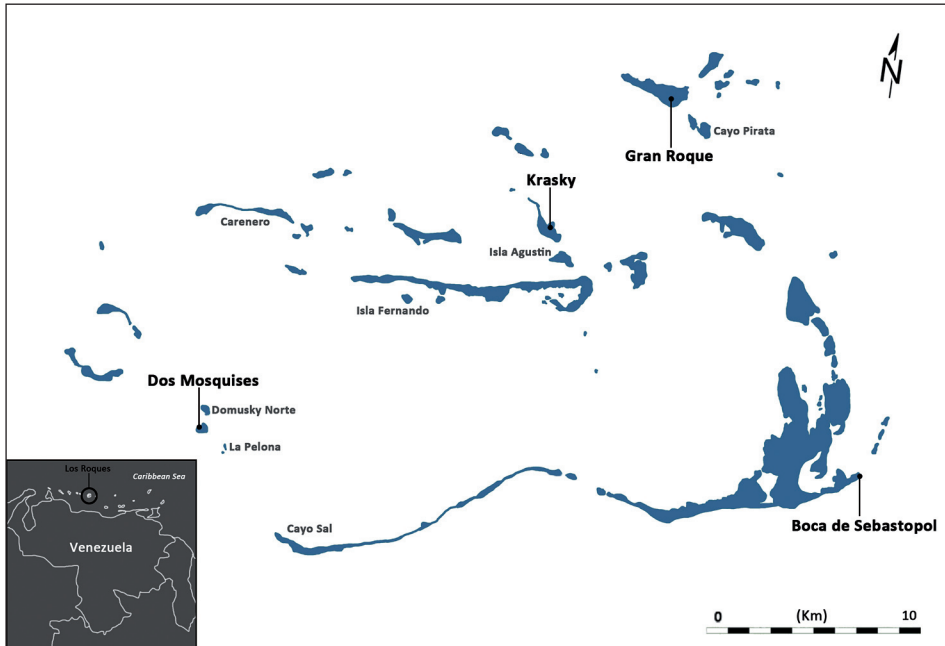 N
Cayo Pirata
Gran Roque
Krasky
Carenero
Isla Agustín
Isla Fernando
Dos Mosquises
Domusky Norte
La Pelona
Los Roques
Caribbean Sea
Venezuela
Cayo Sal
Boca de Sebastopol
0 (Km) 10